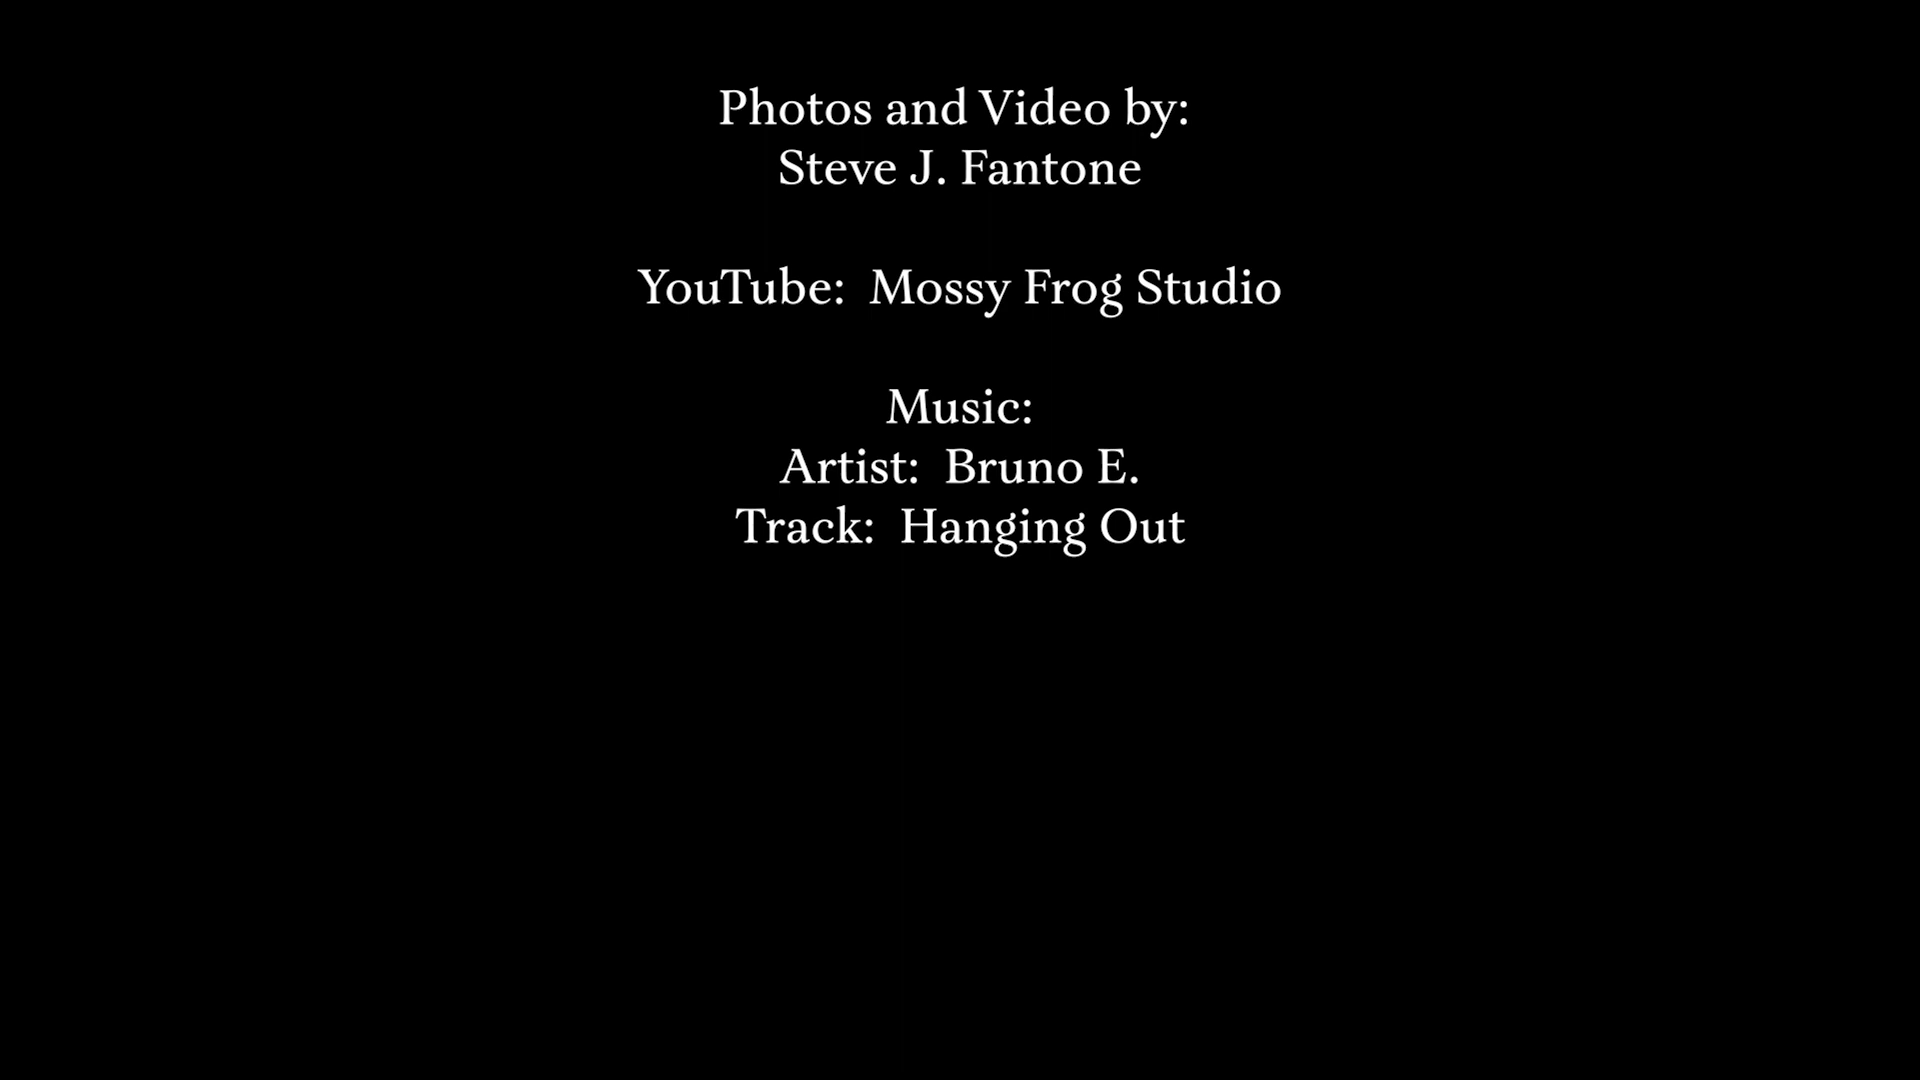 Photos and Video by:
Steve J. Fantone
YouTube:  Mossy Frog Studio
Music:
Artist:  Bruno E.
Track:  Hanging Out